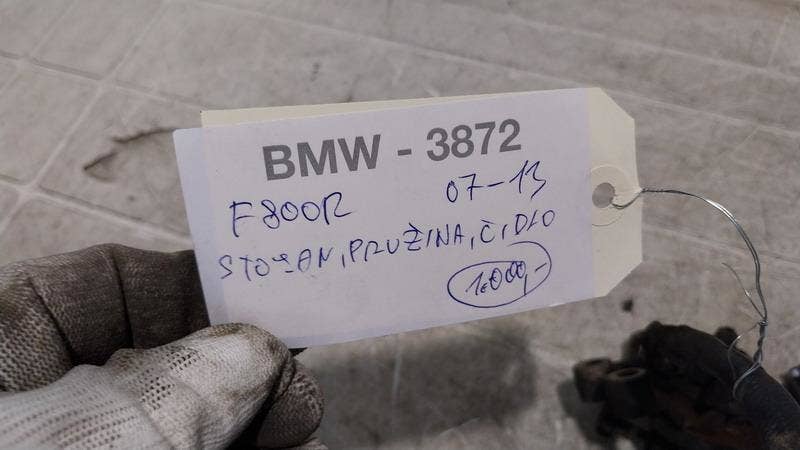 BMW - 3872
F800R 07-13
STOJAN, PRUŽINA, ČIDLO
1.000,-